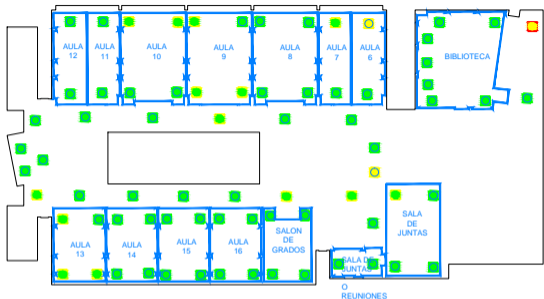 AULA
12
AULA
11
AULA
10
AULA
9
AULA
8
AULA
7
AULA
6
BIBLIOTECA
AULA
13
AULA
14
AULA
15
AULA
16
SALON
DE
GRADOS
SALA DE
JUNTAS
O
REUNIONES
SALA
DE
JUNTAS